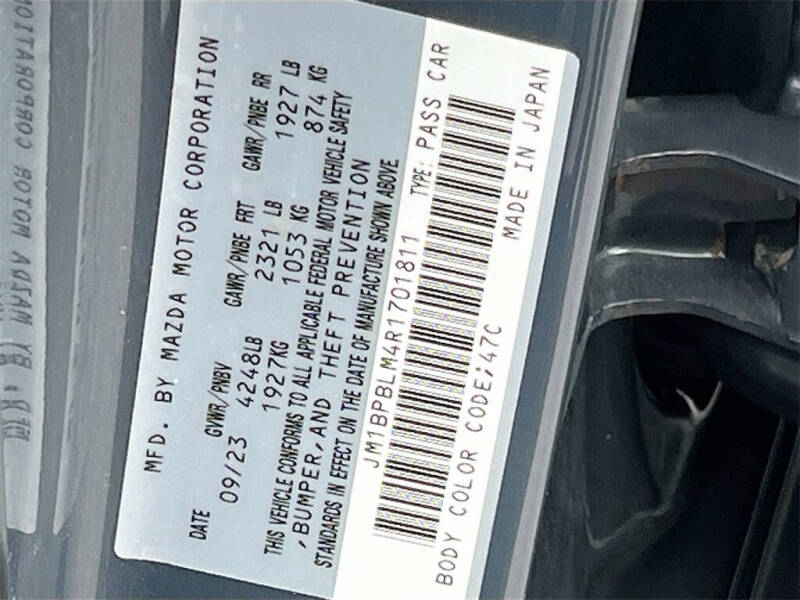 MFD. BY MAZDA MOTOR CORPORATION
DATE GVWR/PNBV GAWR/PNBE FRT GAWR/PNBE RR
09/23 4248LB 2321 LB 1927 LB
1927KG 1053 KG 874 KG
THIS VEHICLE CONFORMS TO ALL APPLICABLE FEDERAL MOTOR VEHICLE SAFETY
, BUMPER, AND THEFT PREVENTION
STANDARDS IN EFFECT ON THE DATE OF MANUFACTURE SHOWN ABOVE
JM1BPBLM4R1701811 TYPE: PASS CAR
BODY COLOR CODE;47C MADE IN JAPAN